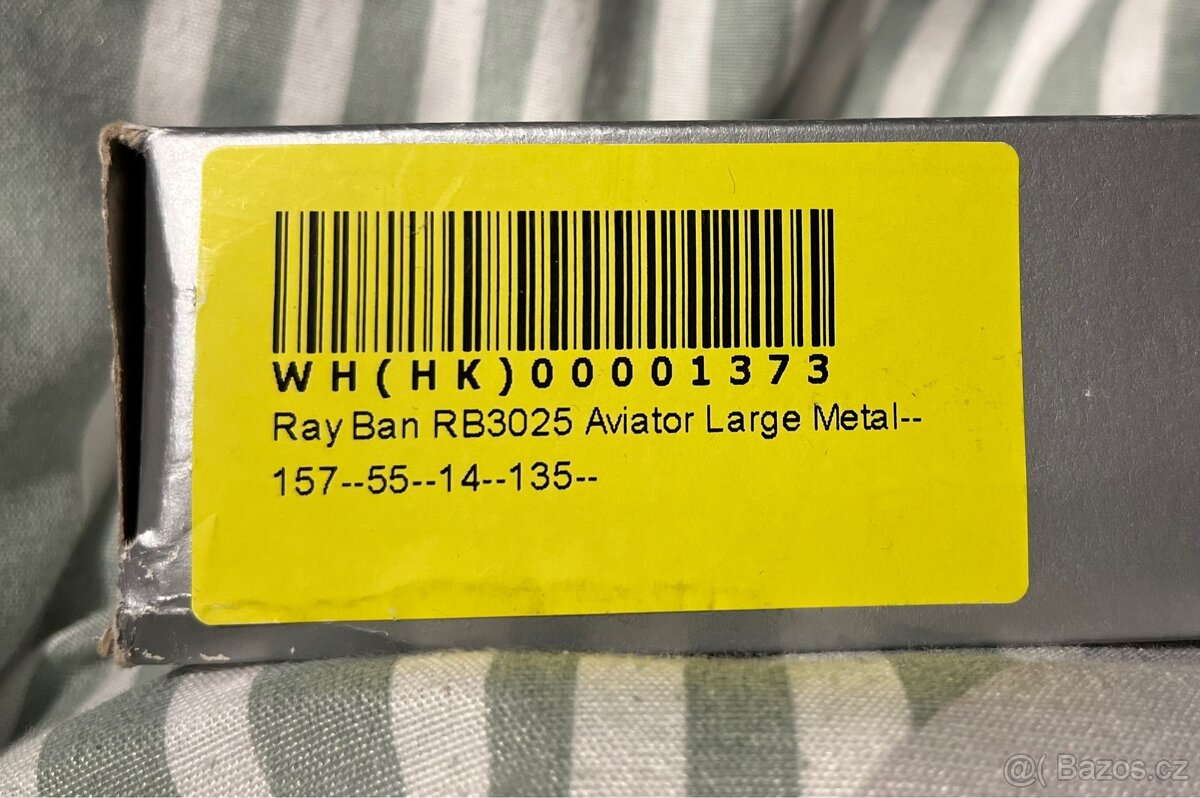 WH(HK)00001373
Ray Ban RB3025 Aviator Large Metal--
157--55--14--135--
@( Bazos.cz